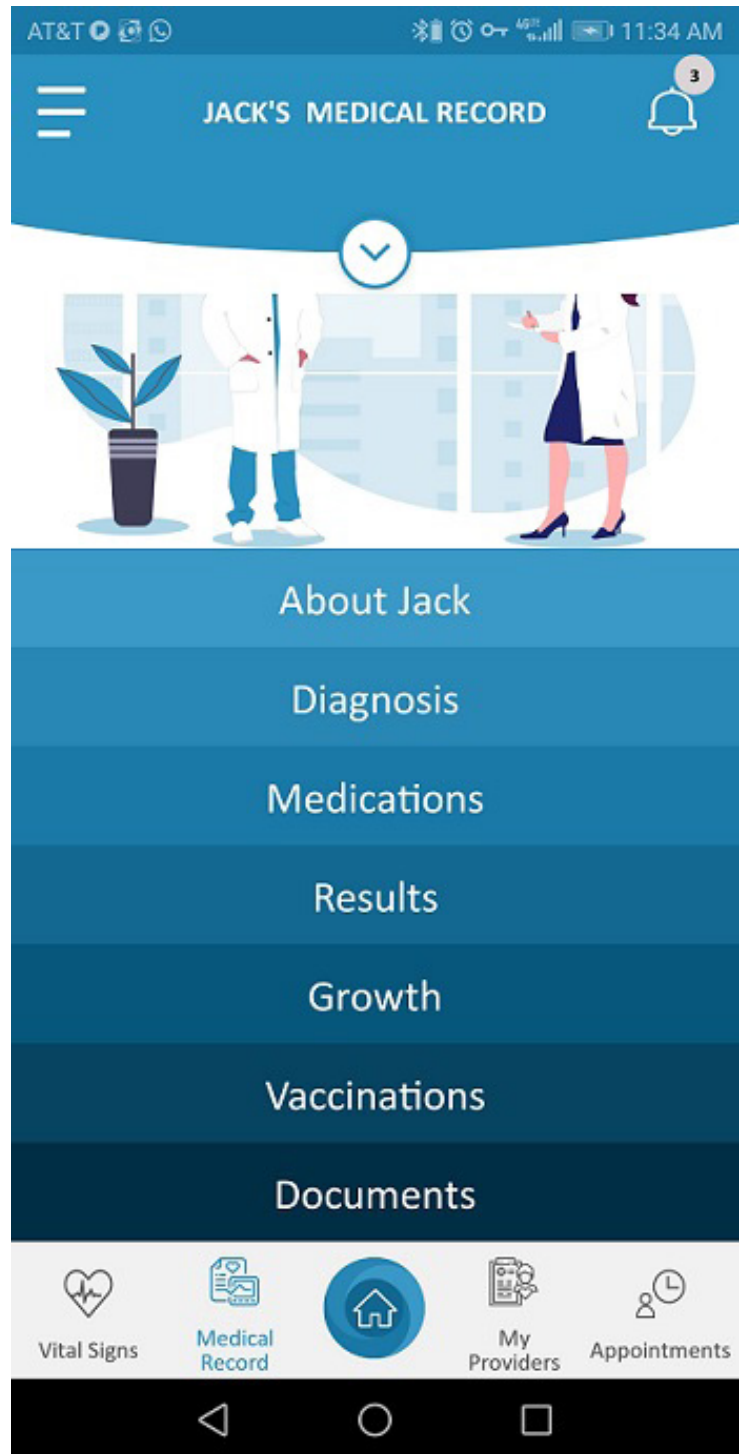 AT&T 11:34 AM
3
JACK'S MEDICAL RECORD
About Jack
Diagnosis
Medications
Results
Growth
Vaccinations
Documents
Vital Signs
Medical
Record
My
Providers
Appointments